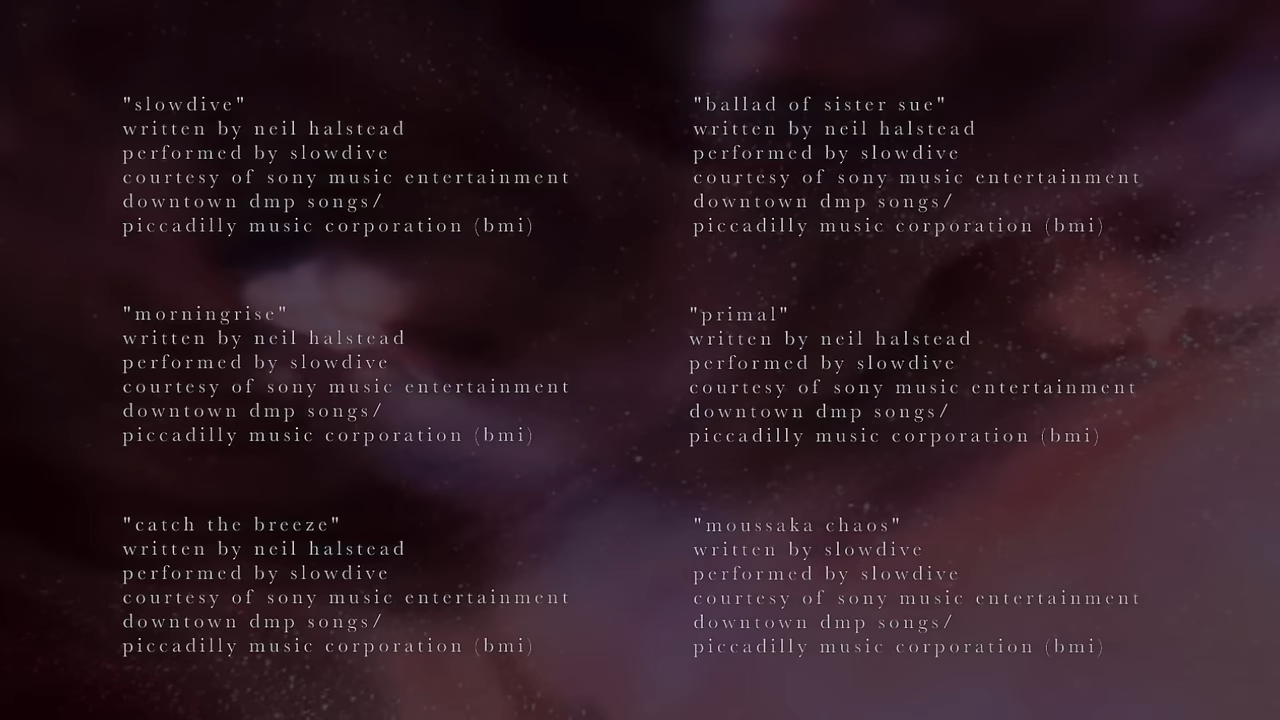 "slowdive"
written by neil halstead
performed by slowdive
courtesy of sony music entertainment
downtown dmp songs/
piccadilly music corporation (bmi)
"morningrise"
written by neil halstead
performed by slowdive
courtesy of sony music entertainment
downtown dmp songs/
piccadilly music corporation (bmi)
"catch the breeze"
written by neil halstead
performed by slowdive
courtesy of sony music entertainment
downtown dmp songs/
piccadilly music corporation (bmi)
"ballad of sister sue"
written by neil halstead
performed by slowdive
courtesy of sony music entertainment
downtown dmp songs/
piccadilly music corporation (bmi)
"primal"
written by neil halstead
performed by slowdive
courtesy of sony music entertainment
downtown dmp songs/
piccadilly music corporation (bmi)
"moussaka chaos"
written by slowdive
performed by slowdive
courtesy of sony music entertainment
downtown dmp songs/
piccadilly music corporation (bmi)